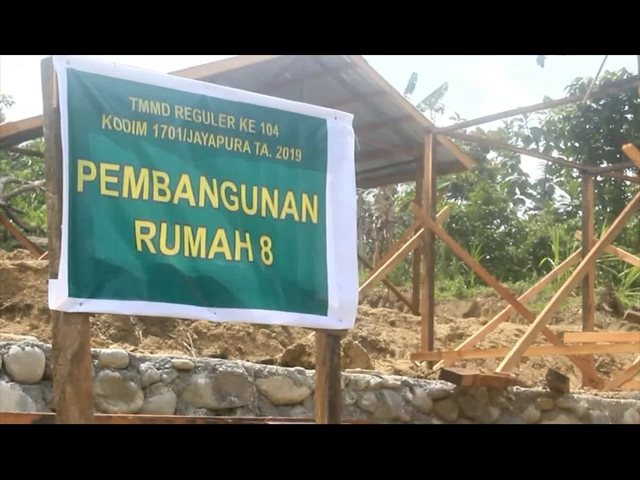 TMMD REGULER KE 104
KODIM 1701/JAYAPURA TA. 2019
PEMBANGUNAN
RUMAH 8